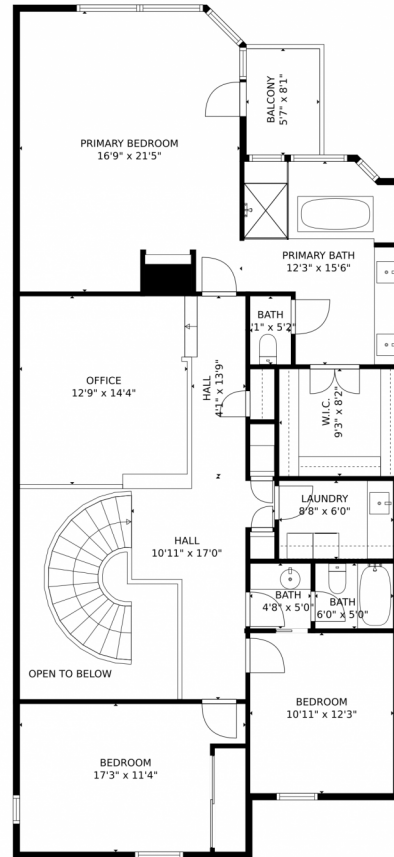 BALCONY
5'7" x 8'1"
PRIMARY BEDROOM
16'9" x 21'5"
PRIMARY BATH
12'3" x 15'6"
BATH
'1" x 5'2"
HALL
4'1" x 13'9"
OFFICE
12'9" x 14'4"
W.I.C.
9'3" x 8'2"
LAUNDRY
8'8" x 6'0"
HALL
10'11" x 17'0"
BATH
4'8" x 5'0"
BATH
6'0" x 5'0"
OPEN TO BELOW
BEDROOM
10'11" x 12'3"
BEDROOM
17'3" x 11'4"